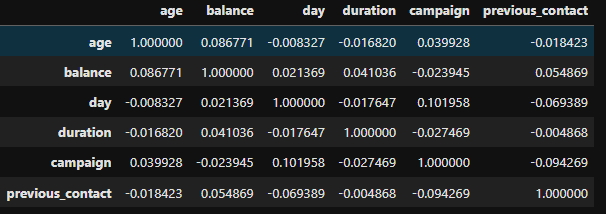 age balance day duration campaign previous_contact
age 1.000000 0.086771 -0.008327 -0.016820 0.039928 -0.018423
balance 0.086771 1.000000 0.021369 0.041036 -0.023945 0.054869
day -0.008327 0.021369 1.000000 -0.017647 0.101958 -0.069389
duration -0.016820 0.041036 -0.017647 1.000000 -0.027469 -0.004868
campaign 0.039928 -0.023945 0.101958 -0.027469 1.000000 -0.094269
previous_contact -0.018423 0.054869 -0.069389 -0.004868 -0.094269 1.000000